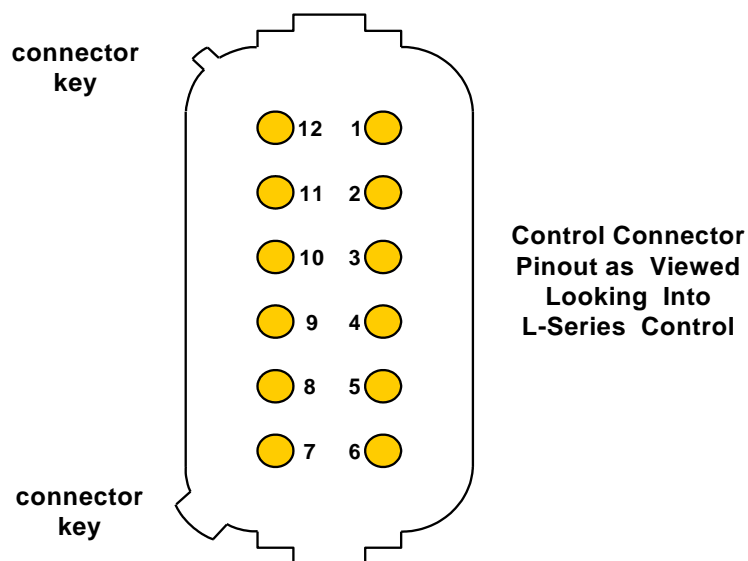 connector
key
12 1
11 2
10 3
9 4
8 5
7 6
Control Connector
Pinout as Viewed
Looking Into
L-Series Control
connector
key